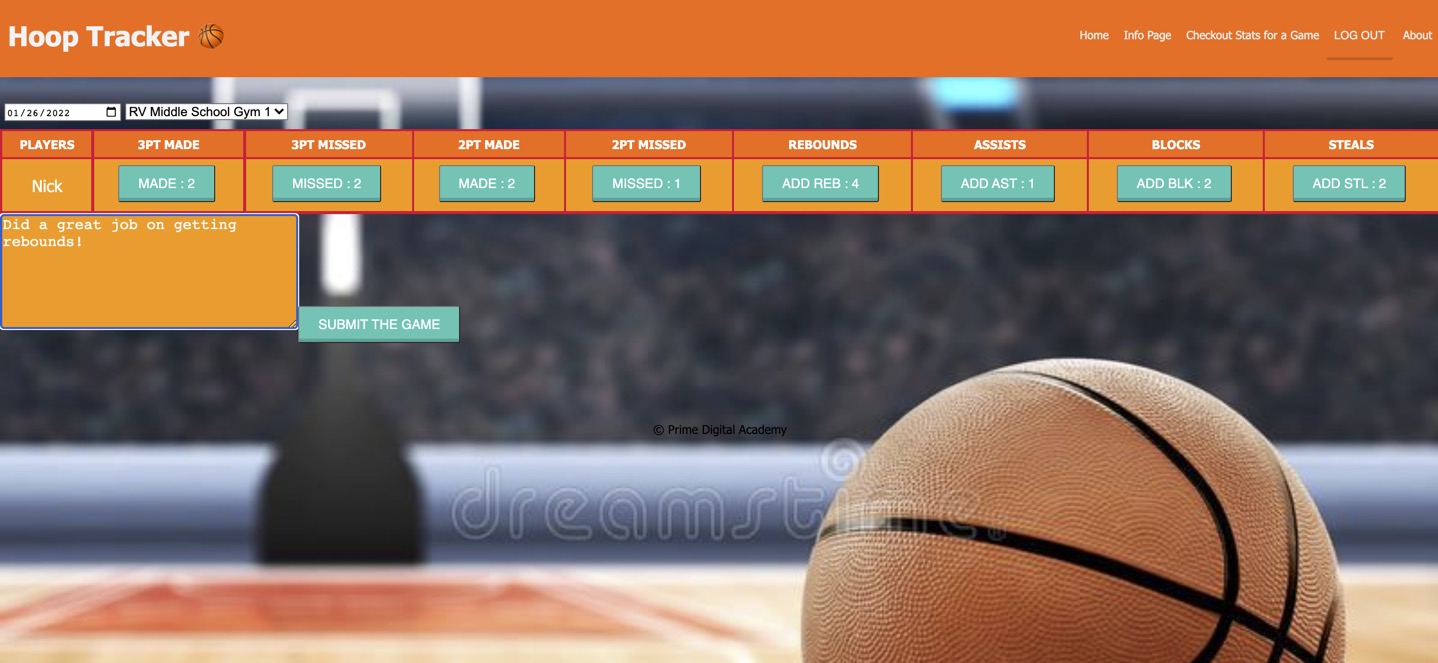 Hoop Tracker 🏀
Home Info Page Checkout Stats for a Game LOG OUT About
01/26/2022 RV Middle School Gym 1
PLAYERS 3PT MADE 3PT MISSED 2PT MADE 2PT MISSED REBOUNDS ASSISTS BLOCKS STEALS
Nick MADE : 2 MISSED : 2 MADE : 2 MISSED : 1 ADD REB : 4 ADD AST : 1 ADD BLK : 2 ADD STL : 2
Did a great job on getting
rebounds!
SUBMIT THE GAME
© Prime Digital Academy
dreamstime®